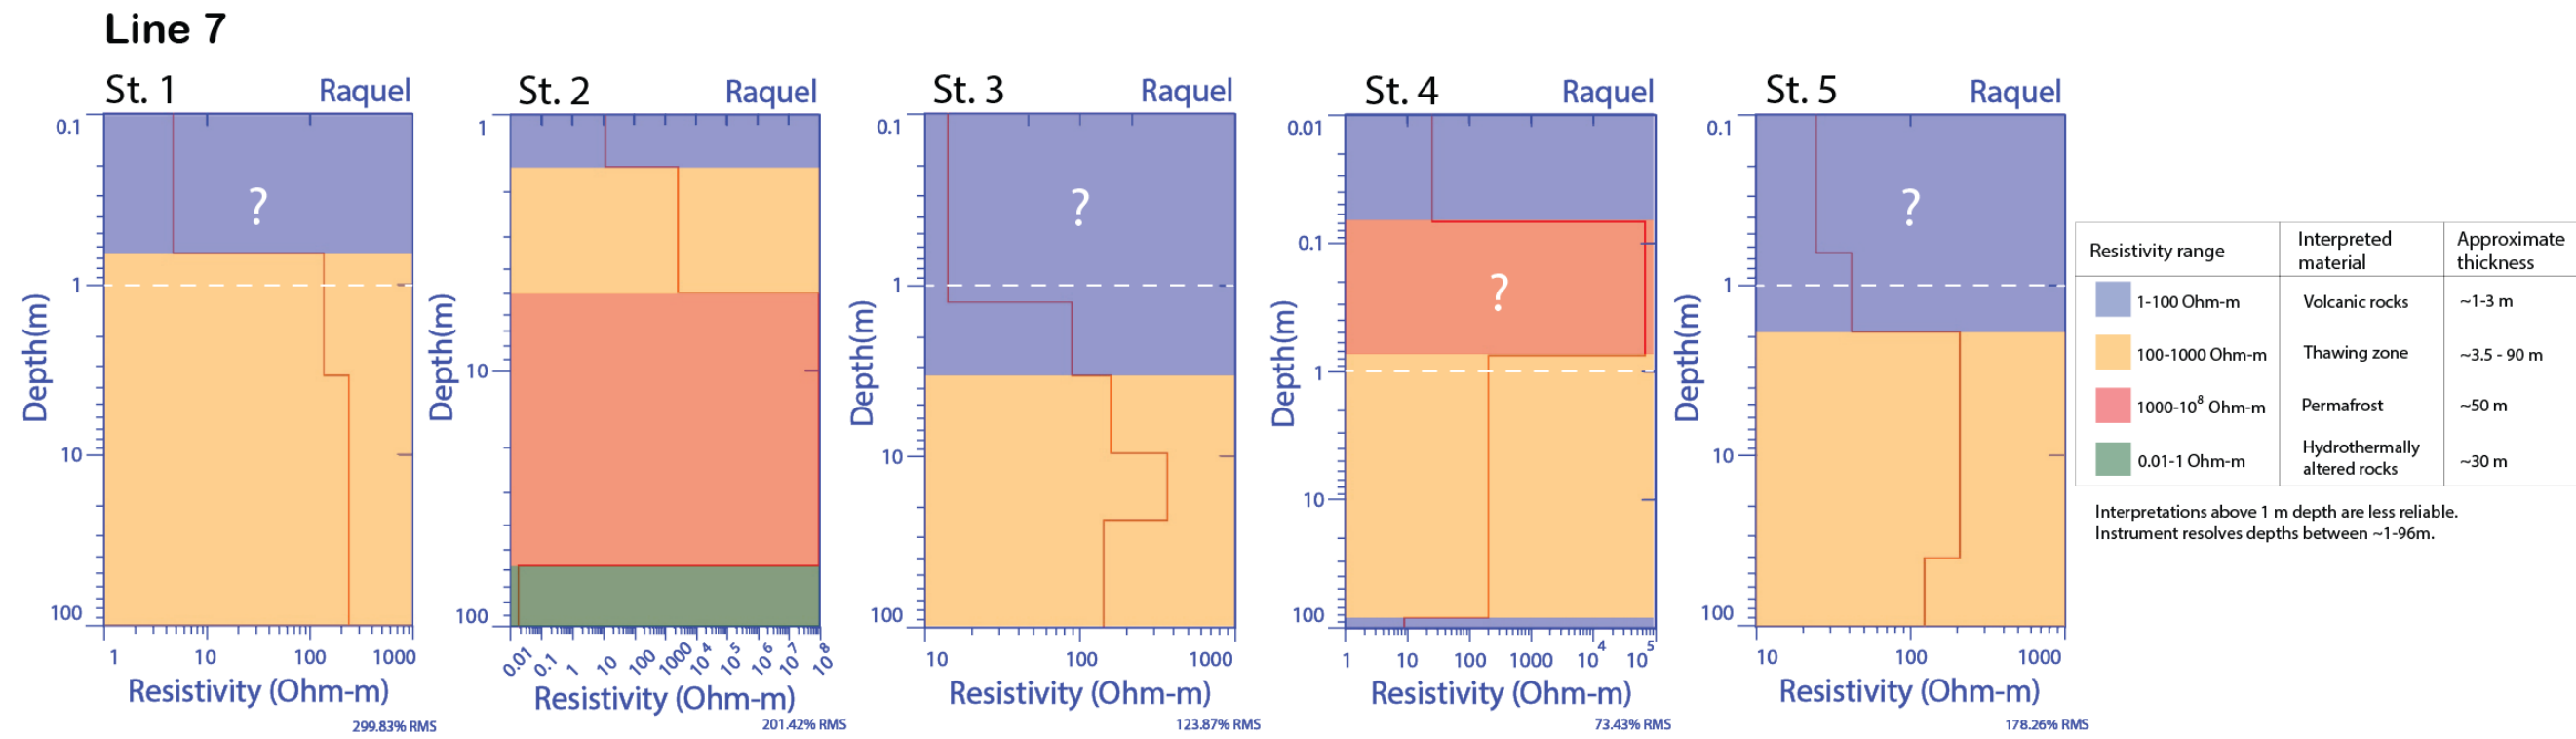 Line 7
St. 1 Raquel
0.1
1
10
100
Depth(m)
?
1 10 100 1000
Resistivity (Ohm-m)
299.83% RMS
St. 2 Raquel
1
10
100
Depth(m)
0.01 0.1 1 10 100 1000 10^4 10^5 10^6 10^7 10^8
Resistivity (Ohm-m)
201.42% RMS
St. 3 Raquel
0.1
1
10
100
Depth(m)
?
10 100 1000
Resistivity (Ohm-m)
123.87% RMS
St. 4 Raquel
0.01
0.1
1
10
100
Depth(m)
?
1 10 100 1000 10^4 10^5
Resistivity (Ohm-m)
73.43% RMS
St. 5 Raquel
0.1
1
10
100
Depth(m)
?
10 100 1000
Resistivity (Ohm-m)
178.26% RMS
Resistivity range Interpreted material Approximate thickness
1-100 Ohm-m Volcanic rocks ~1-3 m
100-1000 Ohm-m Thawing zone ~3.5 - 90 m
1000-10^8 Ohm-m Permafrost ~50 m
0.01-1 Ohm-m Hydrothermally altered rocks ~30 m
Interpretations above 1 m depth are less reliable.
Instrument resolves depths between ~1-96m.